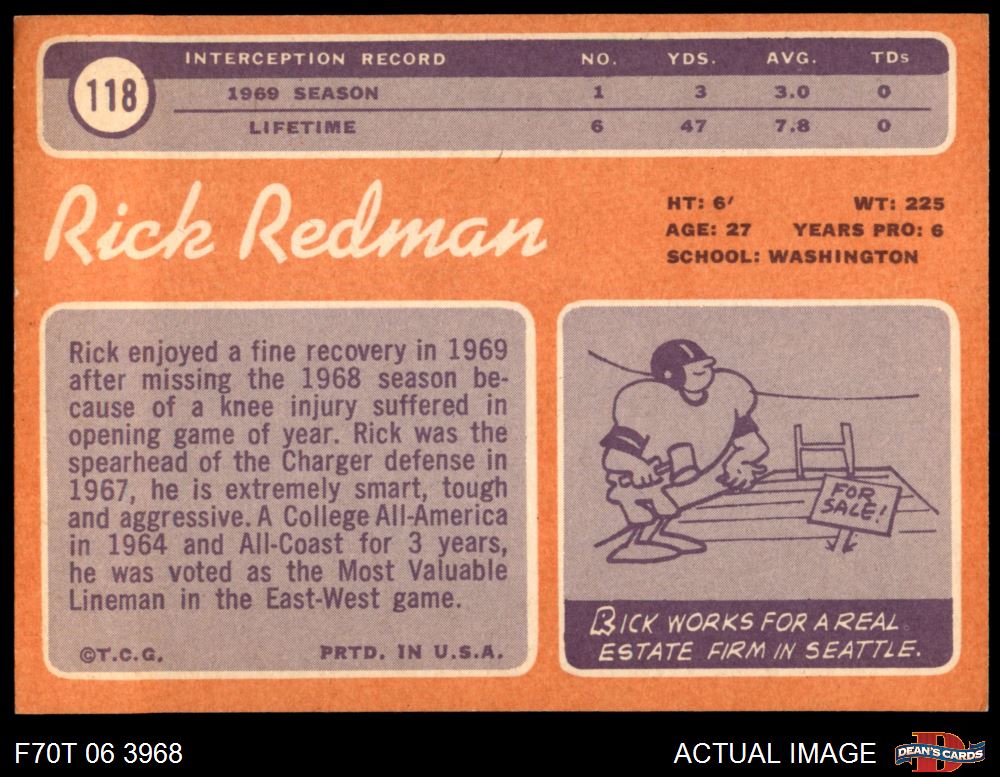 118
INTERCEPTION RECORD NO. YDS. AVG. TDs
1969 SEASON 1 3 3.0 0
LIFETIME 6 47 7.8 0
Rick Redman
HT: 6′ WT: 225
AGE: 27 YEARS PRO: 6
SCHOOL: WASHINGTON
Rick enjoyed a fine recovery in 1969
after missing the 1968 season be-
cause of a knee injury suffered in
opening game of year. Rick was the
spearhead of the Charger defense in
1967, he is extremely smart, tough
and aggressive. A College All-America
in 1964 and All-Coast for 3 years,
he was voted as the Most Valuable
Lineman in the East-West game.
©T.C.G. PRTD. IN U.S.A.
FOR
SALE!
RICK WORKS FOR A REAL
ESTATE FIRM IN SEATTLE.
F70T 06 3968 ACTUAL IMAGE
D
DEAN'S CARDS